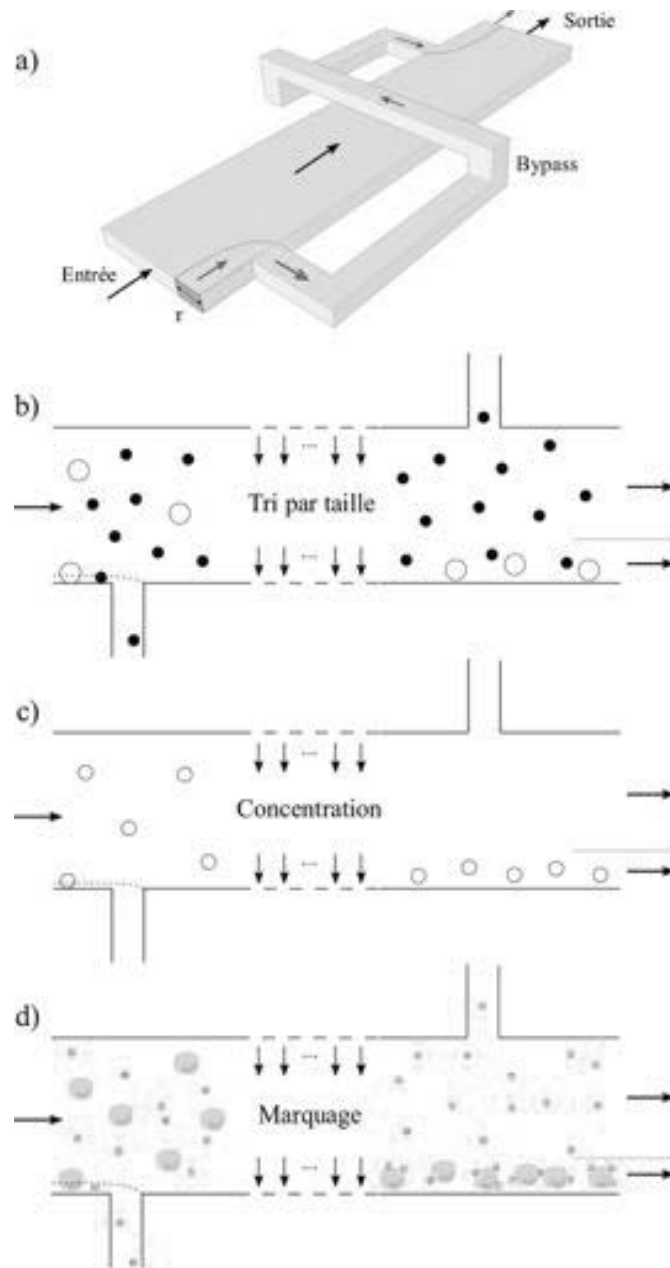 Sortie
a)
Bypass
Entrée
r
b)
...
Tri par taille
...
c)
...
Concentration
...
d)
...
Marquage
...